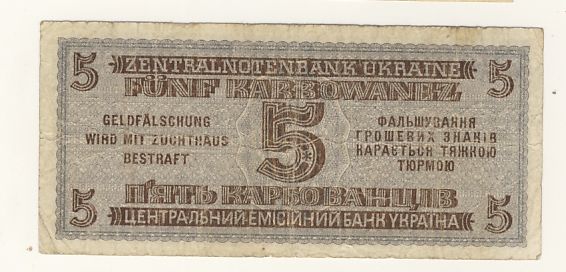 5 ZENTRALNOTENBANK UKRAINE 5
FÜNF KARBOWANEZ
GELDFÄLSCHUNG
WIRD MIT ZUCHTHAUS
BESTRAFT
5
ФАЛЬШУВАННЯ
ГРОШЕВИХ ЗНАКІВ
КАРАЄТЬСЯ ТЯЖКОЮ
ТЮРМОЮ
П'ЯТЬ КАРБОВАНЦІВ
5 ЦЕНТРАЛЬНИЙ ЕМІСІЙНИЙ БАНК УКРАЇНА 5